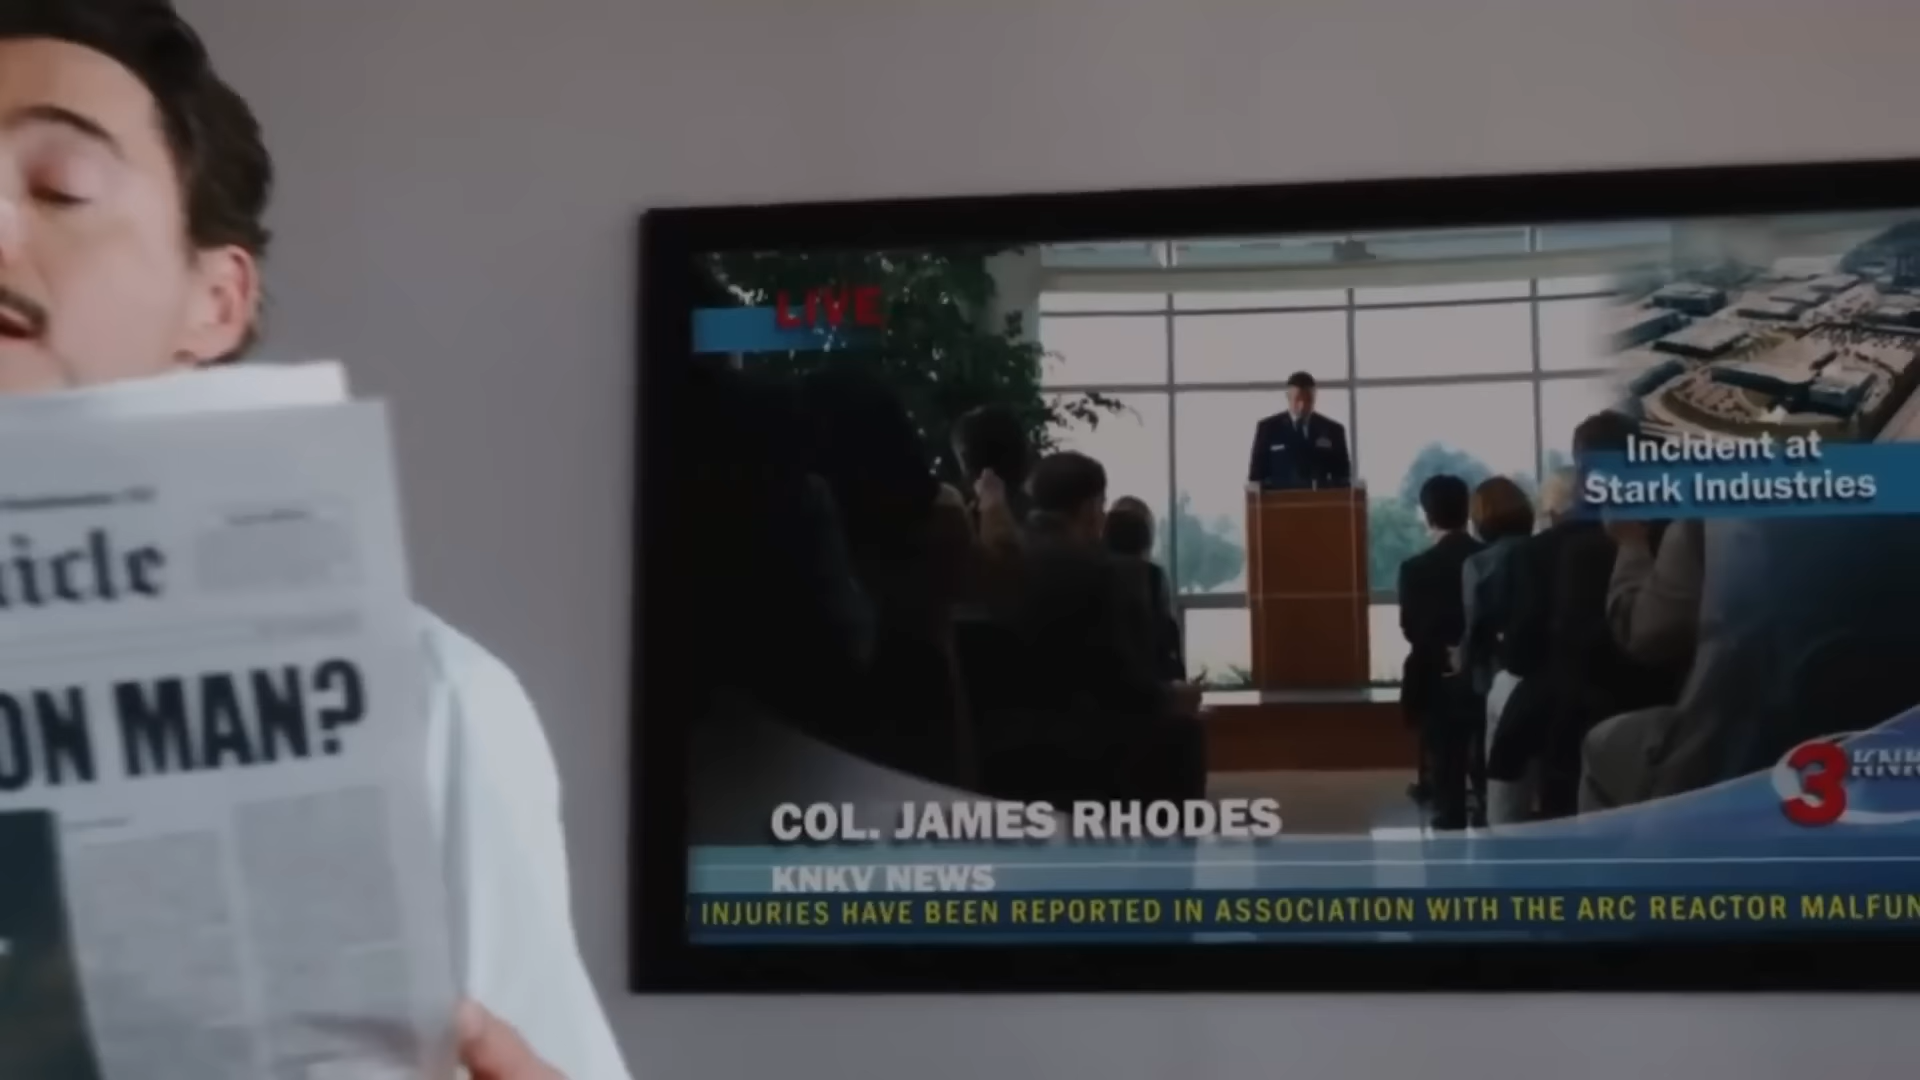 icle
ON MAN?
LIVE
Incident at
Stark Industries
3
COL. JAMES RHODES
KNKV NEWS
INJURIES HAVE BEEN REPORTED IN ASSOCIATION WITH THE ARC REACTOR MALFUN